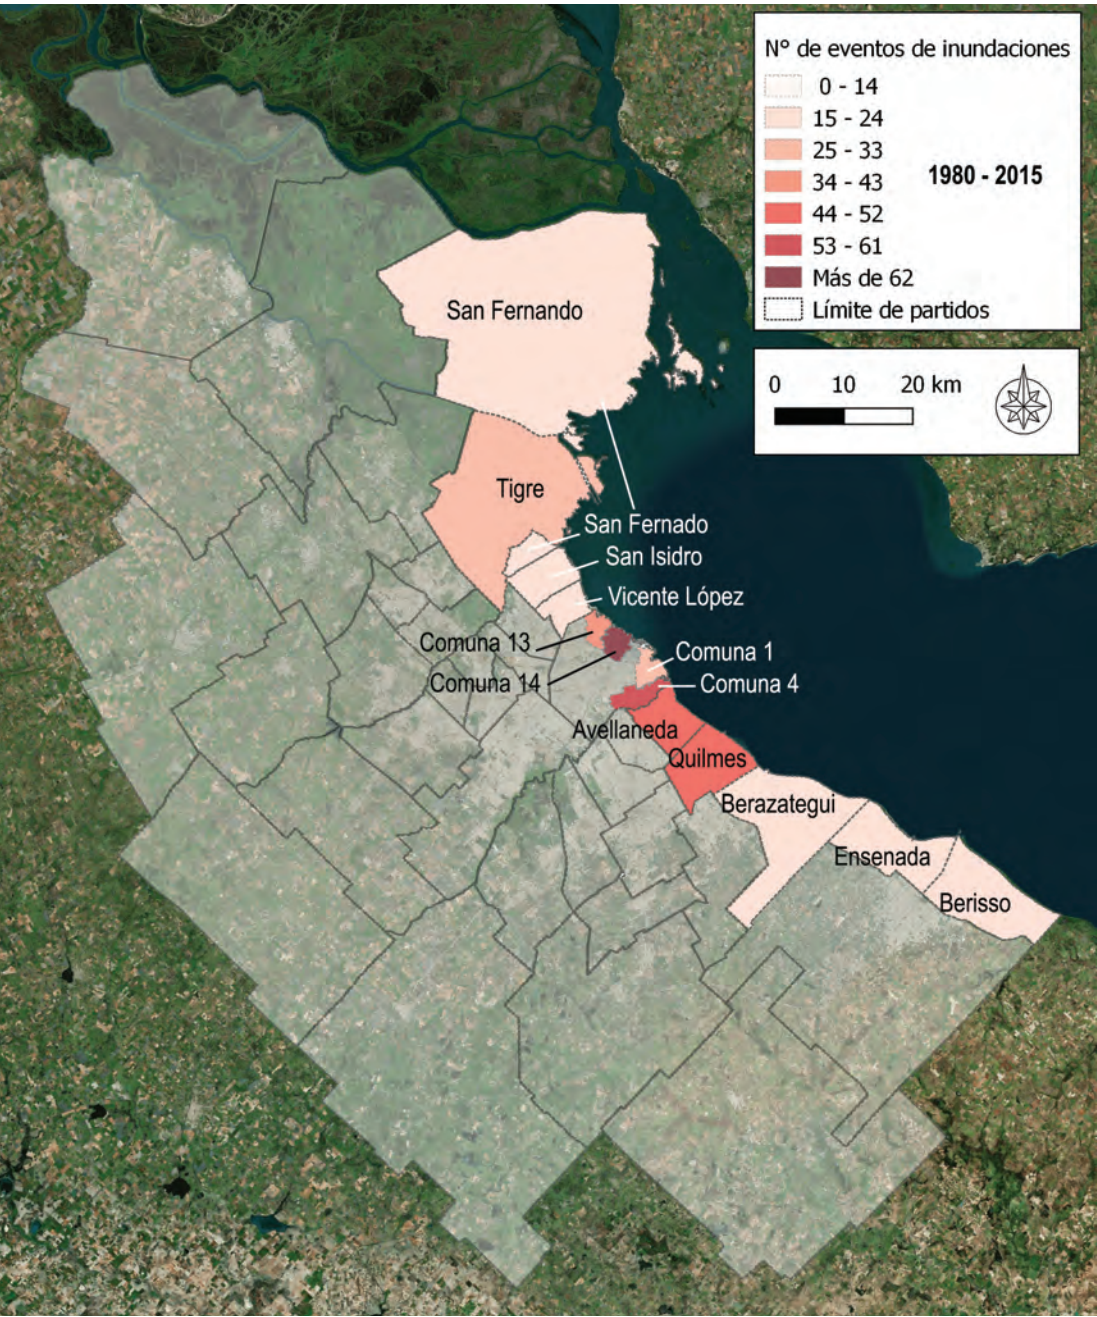 N° de eventos de inundaciones
0 - 14
15 - 24
25 - 33
34 - 43
1980 - 2015
44 - 52
53 - 61
Más de 62
Límite de partidos
0 10 20 km
San Fernando
Tigre
San Fernado
San Isidro
Vicente López
Comuna 13
Comuna 1
Comuna 14
Comuna 4
Avellaneda
Quilmes
Berazategui
Ensenada
Berisso